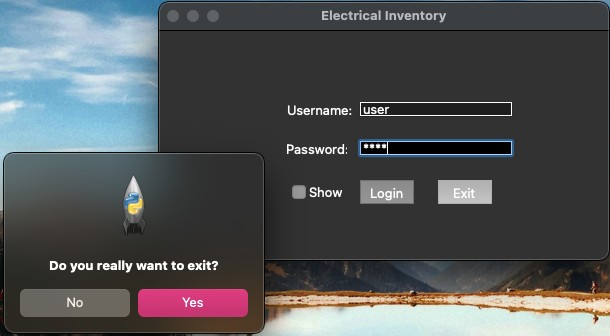 Electrical Inventory
Username: user
Password: ****
Show Login Exit
Do you really want to exit?
No Yes